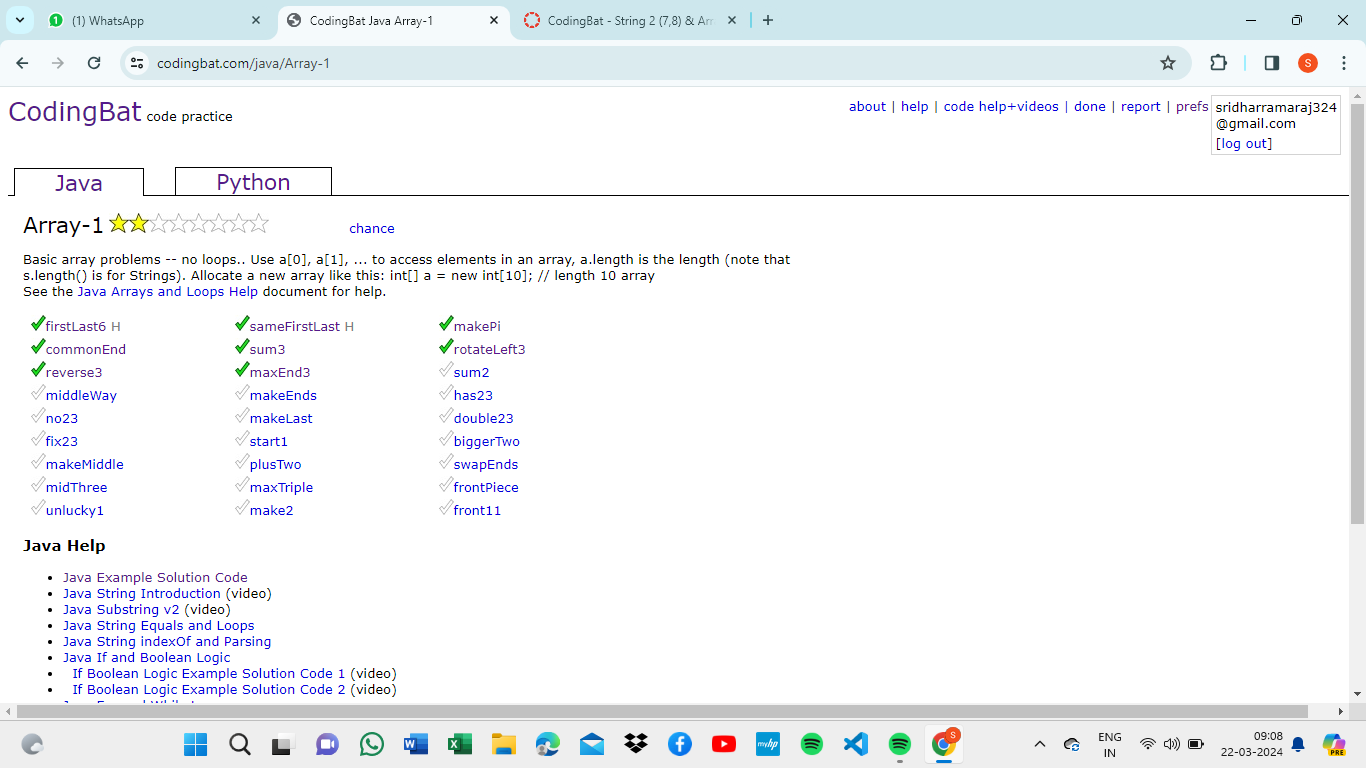 (1) WhatsApp
CodingBat Java Array-1
CodingBat - String 2 (7,8) & Arr
codingbat.com/java/Array-1
S
CodingBat code practice
about | help | code help+videos | done | report | prefs
sridharramaraj324
@gmail.com
[log out]
Java
Python
Array-1
chance
Basic array problems -- no loops.. Use a[0], a[1], ... to access elements in an array, a.length is the length (note that
s.length() is for Strings). Allocate a new array like this: int[] a = new int[10]; // length 10 array
See the Java Arrays and Loops Help document for help.
firstLast6 H sameFirstLast H makePi
commonEnd sum3 rotateLeft3
reverse3 maxEnd3 sum2
middleWay makeEnds has23
no23 makeLast double23
fix23 start1 biggerTwo
makeMiddle plusTwo swapEnds
midThree maxTriple frontPiece
unlucky1 make2 front11
Java Help
Java Example Solution Code
Java String Introduction (video)
Java Substring v2 (video)
Java String Equals and Loops
Java String indexOf and Parsing
Java If and Boolean Logic
If Boolean Logic Example Solution Code 1 (video)
If Boolean Logic Example Solution Code 2 (video)
ENG
IN
09:08
22-03-2024